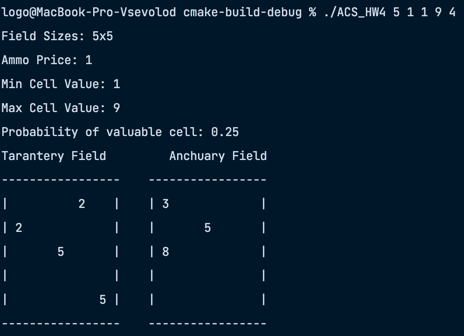 logo@MacBook-Pro-Vsevolod cmake-build-debug % ./ACS_HW4 5 1 1 9 4
Field Sizes: 5x5
Ammo Price: 1
Min Cell Value: 1
Max Cell Value: 9
Probability of valuable cell: 0.25
Tarantery Field         Anchuary Field
-----------------    -----------------
|          2    |    | 3             |
| 2             |    |       5       |
|       5       |    | 8             |
|               |    |               |
|             5 |    |               |
-----------------    -----------------